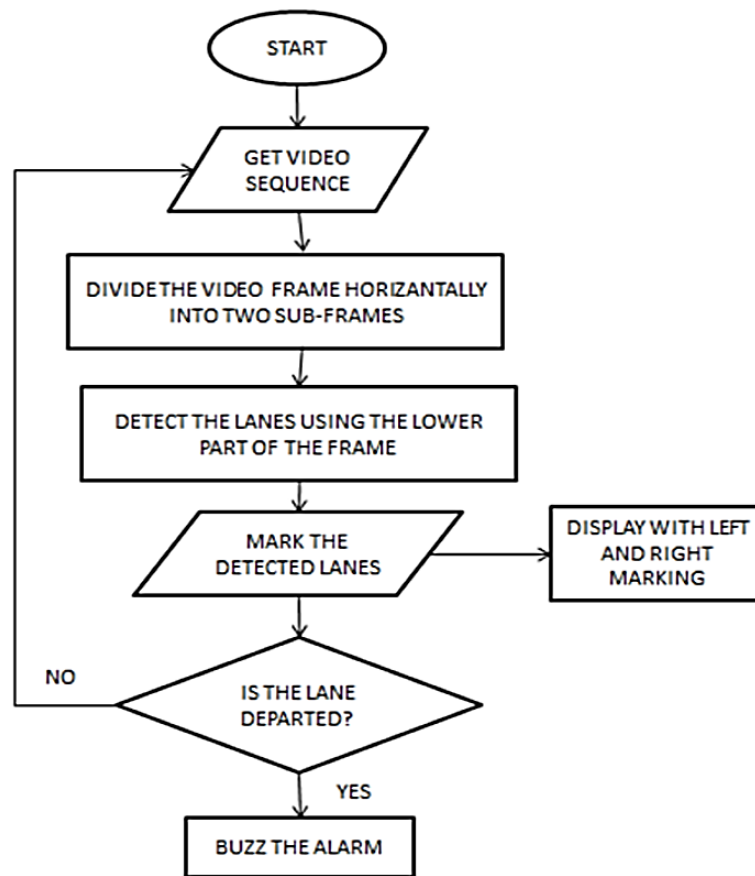 START
GET VIDEO
SEQUENCE
DIVIDE THE VIDEO FRAME HORIZANTALLY
INTO TWO SUB-FRAMES
DETECT THE LANES USING THE LOWER
PART OF THE FRAME
MARK THE
DETECTED LANES
DISPLAY WITH LEFT
AND RIGHT
MARKING
NO
IS THE LANE
DEPARTED?
YES
BUZZ THE ALARM